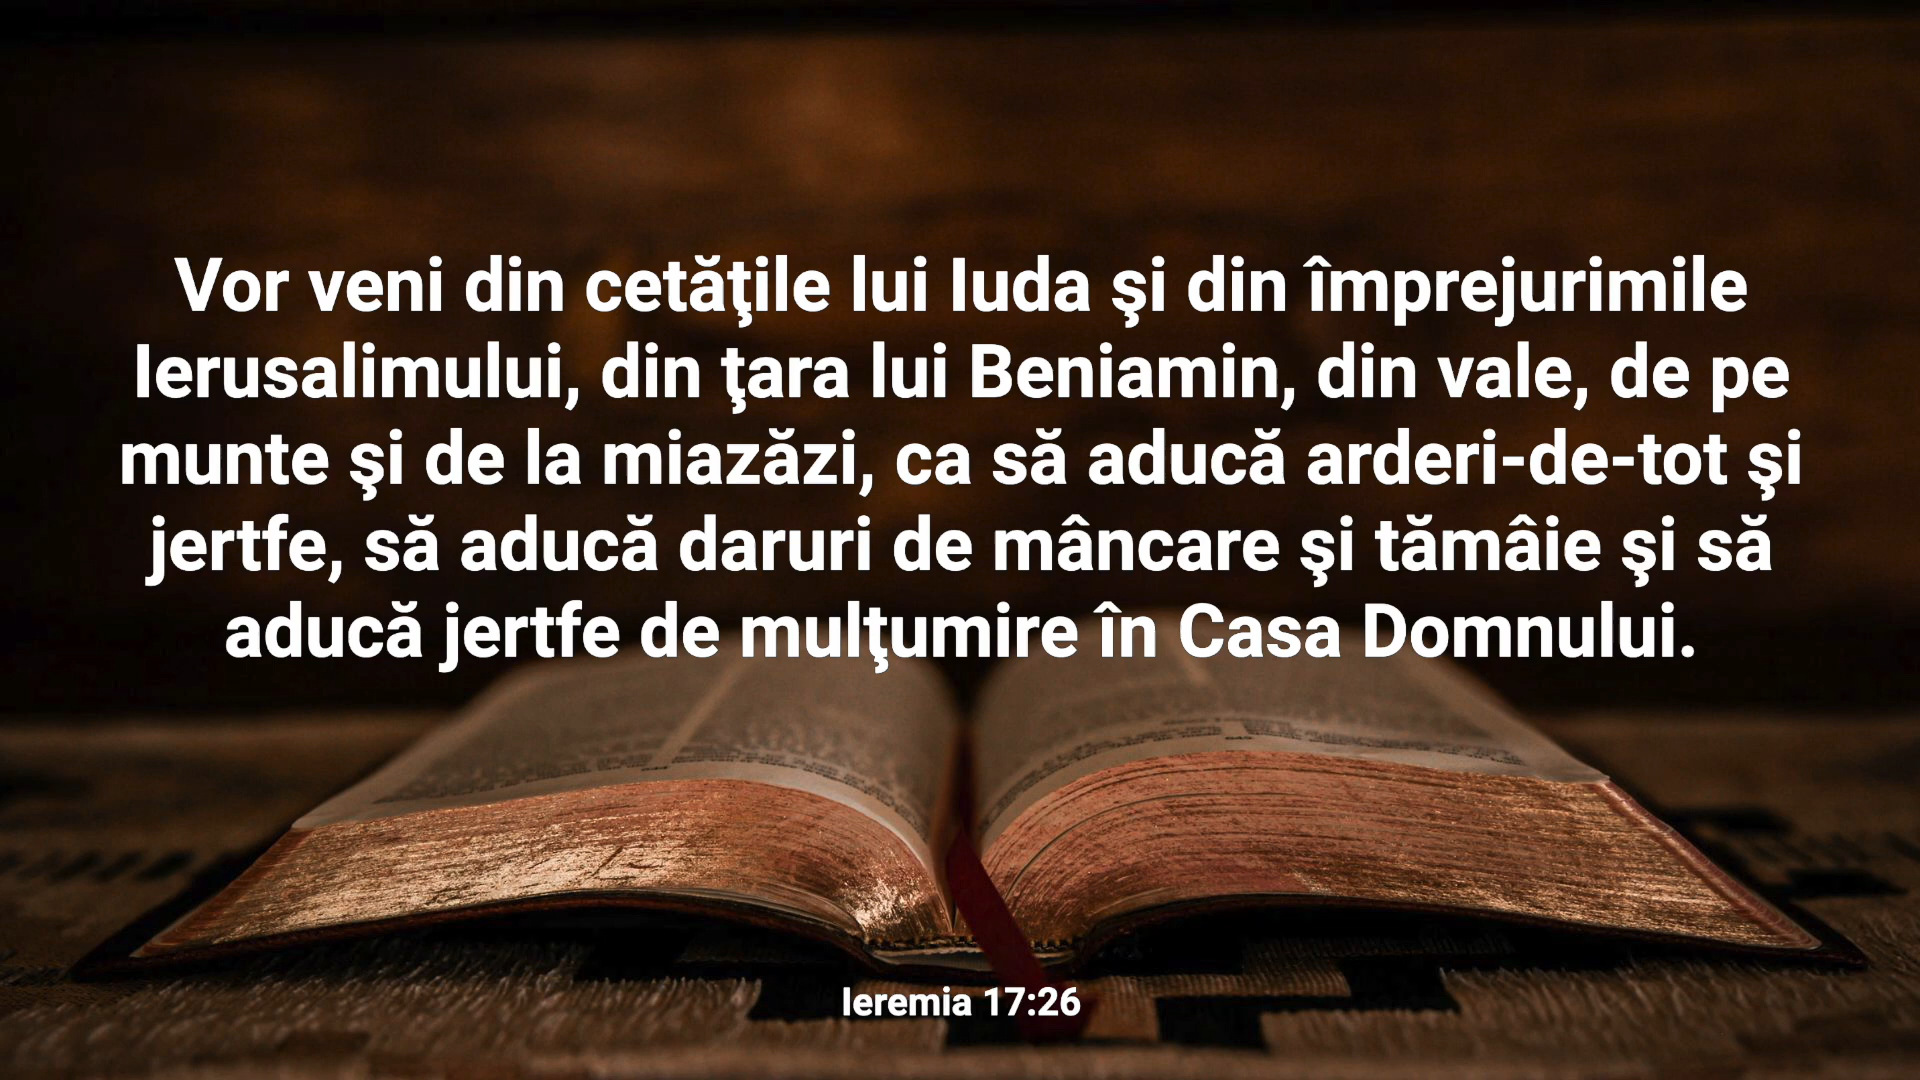 Vor veni din cetăţile lui Iuda şi din împrejurimile
Ierusalimului, din ţara lui Beniamin, din vale, de pe
munte şi de la miazăzi, ca să aducă arderi-de-tot şi
jertfe, să aducă daruri de mâncare şi tămâie şi să
aducă jertfe de mulţumire în Casa Domnului.
Ieremia 17:26